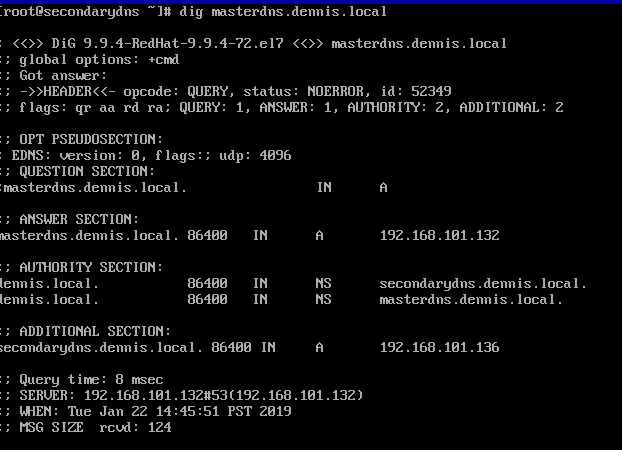 [root@secondarydns ~]# dig masterdns.dennis.local
; <<>> DiG 9.9.4-RedHat-9.9.4-72.el7 <<>> masterdns.dennis.local
;; global options: +cmd
;; Got answer:
;; ->>HEADER<<- opcode: QUERY, status: NOERROR, id: 52349
;; flags: qr aa rd ra; QUERY: 1, ANSWER: 1, AUTHORITY: 2, ADDITIONAL: 2
;; OPT PSEUDOSECTION:
; EDNS: version: 0, flags:; udp: 4096
;; QUESTION SECTION:
;masterdns.dennis.local. IN A
;; ANSWER SECTION:
masterdns.dennis.local. 86400 IN A 192.168.101.132
;; AUTHORITY SECTION:
dennis.local. 86400 IN NS secondarydns.dennis.local.
dennis.local. 86400 IN NS masterdns.dennis.local.
;; ADDITIONAL SECTION:
secondarydns.dennis.local. 86400 IN A 192.168.101.136
;; Query time: 8 msec
;; SERVER: 192.168.101.132#53(192.168.101.132)
;; WHEN: Tue Jan 22 14:45:51 PST 2019
;; MSG SIZE rcvd: 124